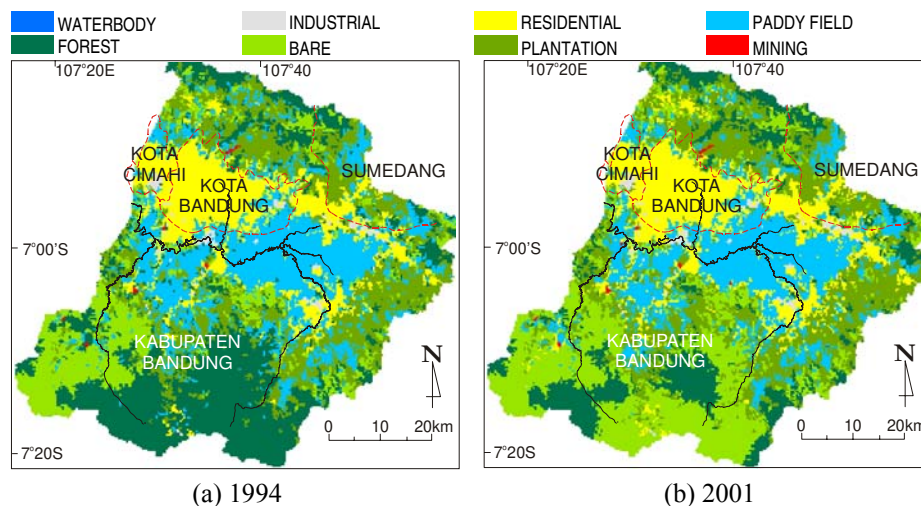 WATERBODY INDUSTRIAL RESIDENTIAL PADDY FIELD
FOREST BARE PLANTATION MINING
107°20E 107°40 107°20E 107°40
KOTA
CIMAHI
SUMEDANG
KOTA
BANDUNG
KOTA
CIMAHI
SUMEDANG
KOTA
BANDUNG
7°00'S 7°00'S
KABUPATEN
BANDUNG
N
KABUPATEN
BANDUNG
N
0 10 20km 0 10 20km
7°20S 7°20S
(a) 1994 (b) 2001